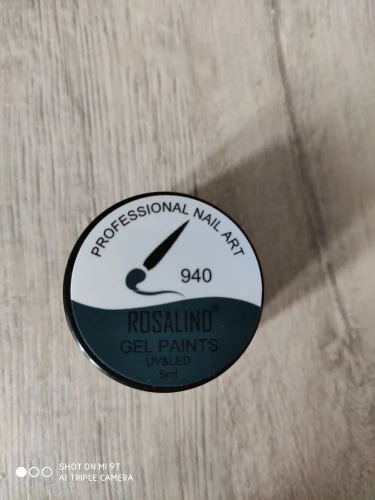 PROFESSIONAL NAIL ART
940
ROSALIND
GEL PAINTS
UV&LED
5ml
SHOT ON MI 9T
AI TRIPLE CAMERA